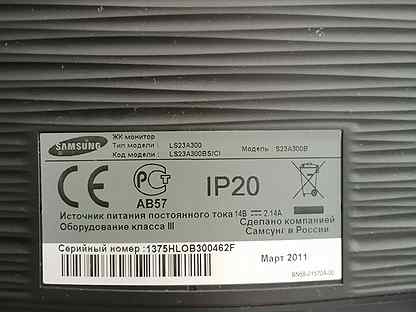 SAMSUNG
ЖК монитор
Тип модели : LS23A300
Код модели : LS23A300BS/CI
Модель : S23A300B
CE
РСТ
АВ57
IP20
Источник питания постоянного тока 14В 2.14A
Оборудование класса III
Сделано компанией
Самсунг в России
Серийный номер :1375HLOB300462F
Март 2011